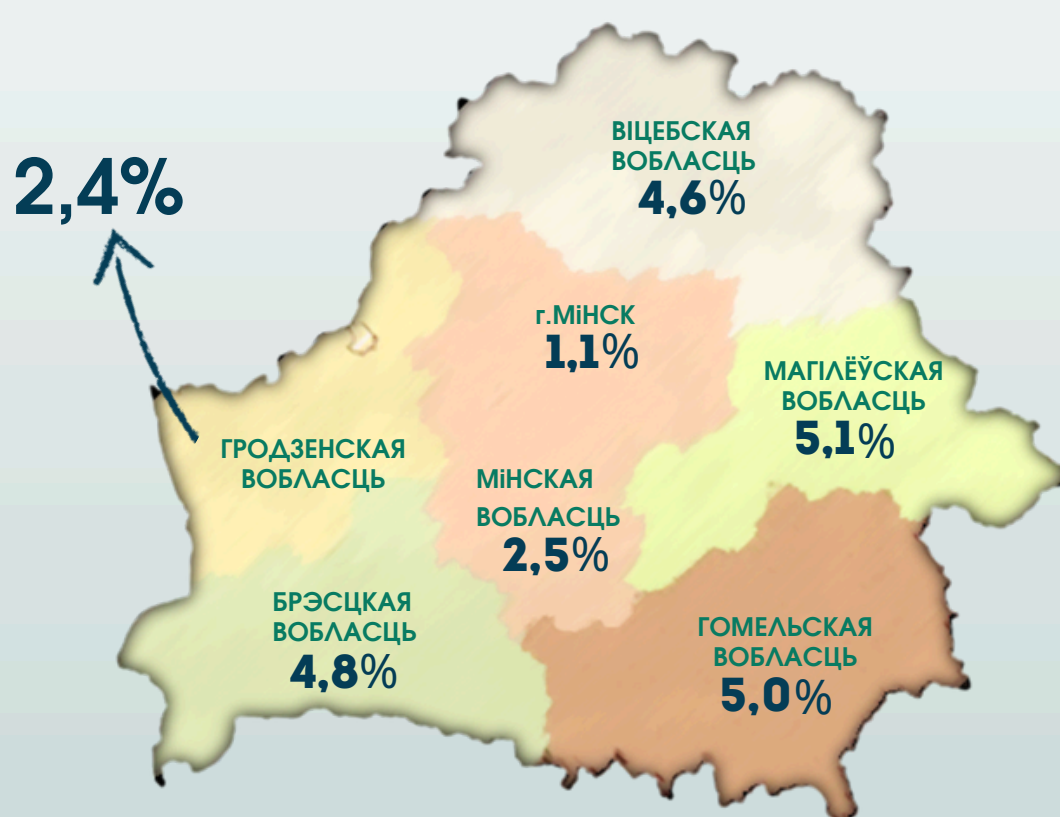 ВІЦЕБСКАЯ
ВОБЛАСЦЬ
4,6%
2,4%
г.МіНСК
1,1%
МАГІЛЁЎСКАЯ
ВОБЛАСЦЬ
5,1%
ГРОДЗЕНСКАЯ
ВОБЛАСЦЬ
МіНСКАЯ
ВОБЛАСЦЬ
2,5%
БРЭСЦКАЯ
ВОБЛАСЦЬ
4,8%
ГОМЕЛЬСКАЯ
ВОБЛАСЦЬ
5,0%